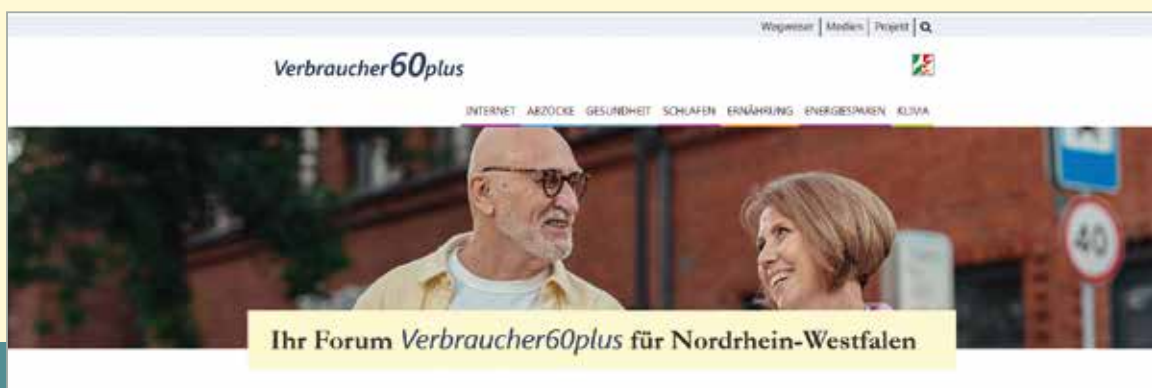 Wegweiser | Medien | Projekt |
Verbraucher60plus
INTERNET ABZOCKE GESUNDHEIT SCHLAFEN ERNÄHRUNG ENERGIESPAREN KLIMA
40
Ihr Forum Verbraucher60plus für Nordrhein-Westfalen